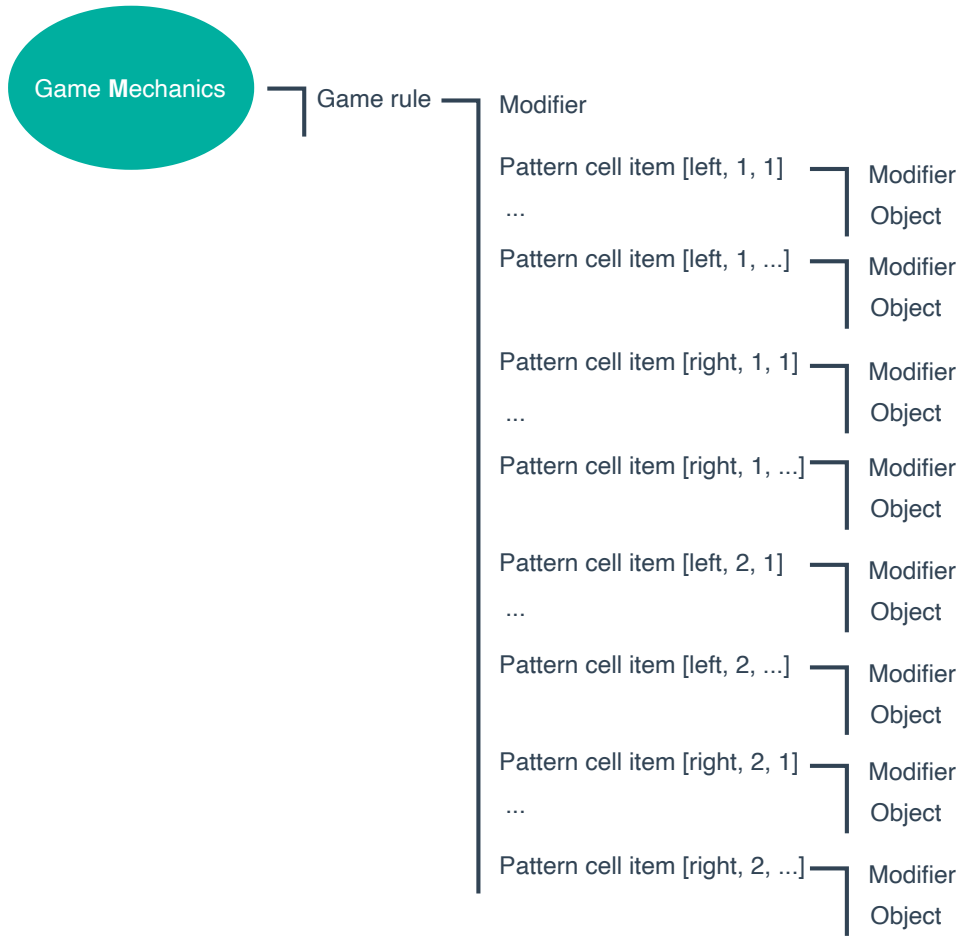 Game Mechanics
Game rule
Modifier
Pattern cell item [left, 1, 1]
Modifier
...
Object
Pattern cell item [left, 1, ...]
Modifier
Object
Pattern cell item [right, 1, 1]
Modifier
...
Object
Pattern cell item [right, 1, ...]
Modifier
Object
Pattern cell item [left, 2, 1]
Modifier
...
Object
Pattern cell item [left, 2, ...]
Modifier
Object
Pattern cell item [right, 2, 1]
Modifier
...
Object
Pattern cell item [right, 2, ...]
Modifier
Object